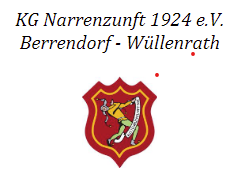 KG Narrenzunft 1924 e.V.
Berrendorf - Wüllenrath